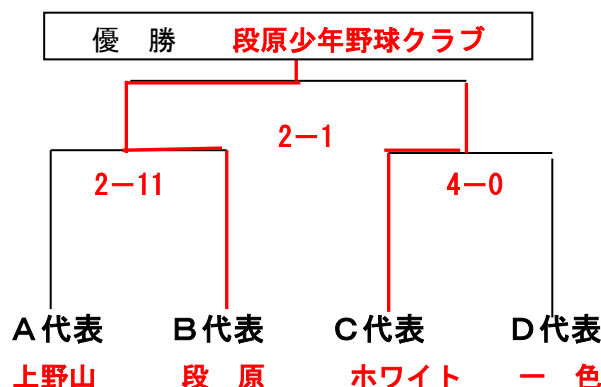 優　勝　段原少年野球クラブ
2－1
2－11　4－0
Ａ代表　Ｂ代表　Ｃ代表　Ｄ代表
上野山　段　原　ホワイト　一　色